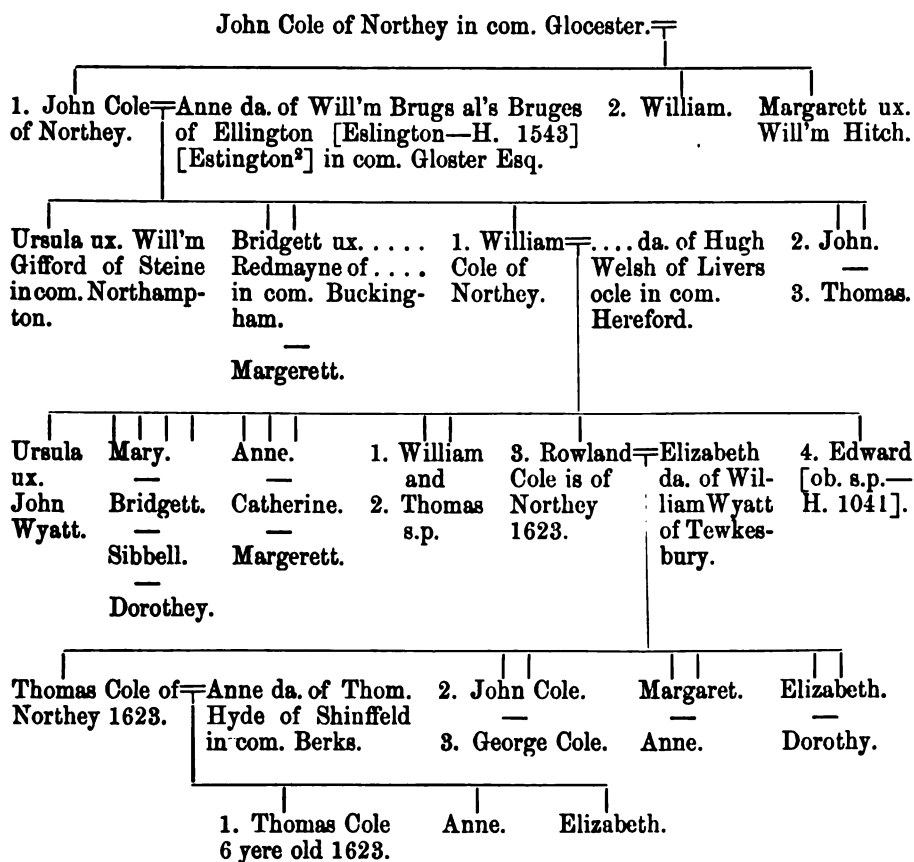 John Cole of Northey in com. Glocester.
1. John Cole
of Northey.
Anne da. of Will'm Brugs al's Bruges
of Ellington [Eslington—H. 1543]
[Estington²] in com. Gloster Esq.
2. William.
Margarett ux.
Will'm Hitch.
Ursula ux. Will'm
Gifford of Steine
in com. Northamp-
ton.
Bridgett ux. . . . . .
Redmayne of . . . .
in com. Bucking-
ham.
—
Margerett.
1. William
Cole of
Northey.
. . . . da. of Hugh
Welsh of Livers
ocle in com.
Hereford.
2. John.
—
3. Thomas.
Ursula
ux.
John
Wyatt.
Mary.
—
Bridgett.
—
Sibbell.
—
Dorothey.
Anne.
—
Catherine.
—
Margerett.
1. William
and
2. Thomas
s.p.
3. Rowland
Cole is of
Northey
1623.
Elizabeth
da. of Wil-
liam Wyatt
of Tewkes-
bury.
4. Edward
[ob. s.p.—
H. 1041].
Thomas Cole of
Northey 1623.
Anne da. of Thom.
Hyde of Shinffeld
in com. Berks.
2. John Cole.
—
3. George Cole.
Margaret.
—
Anne.
Elizabeth.
—
Dorothy.
1. Thomas Cole
6 yere old 1623.
Anne.
Elizabeth.